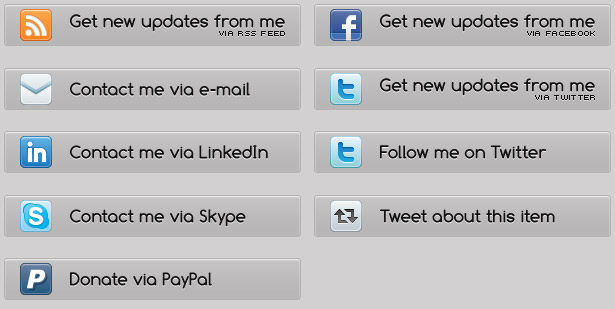 Get new updates from me
VIA RSS FEED
Contact me via e-mail
in Contact me via LinkedIn
S Contact me via Skype
P Donate via PayPal
f Get new updates from me
VIA FACEBOOK
t Get new updates from me
VIA TWITTER
t Follow me on Twitter
Tweet about this item